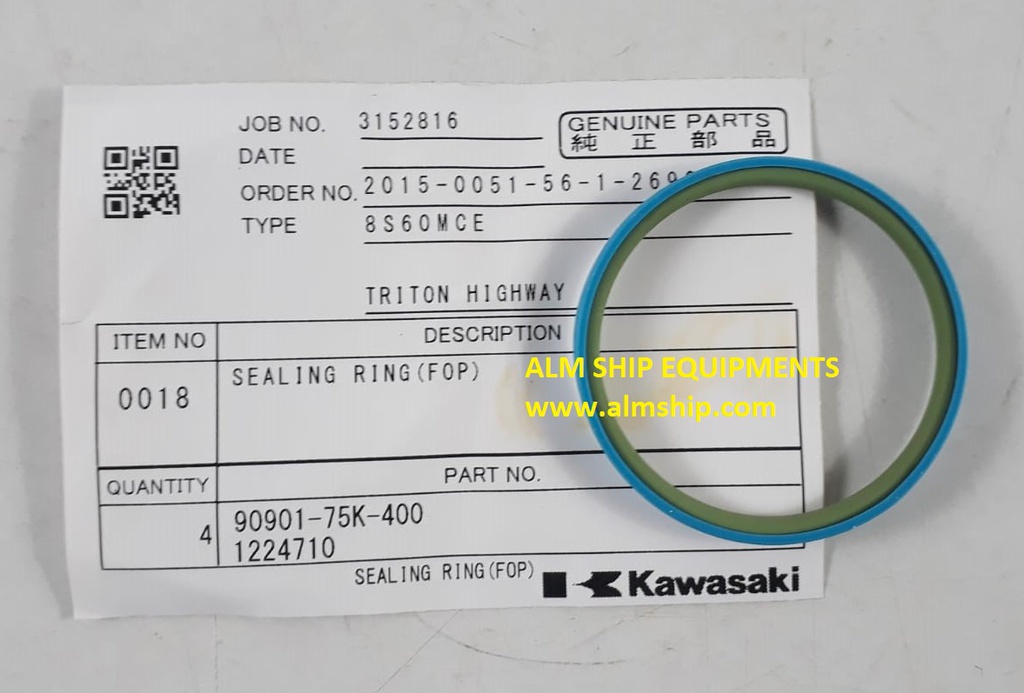 JOB NO. 3152816
GENUINE PARTS
純 正 部 品
DATE
ORDER NO. 2015-0051-56-1-269
TYPE 8S60MCE
TRITON HIGHWAY
ITEM NO DESCRIPTION
0018 SEALING RING(FOP)
ALM SHIP EQUIPMENTS
www.almship.com
QUANTITY PART NO.
4 90901-75K-400
1224710
SEALING RING(FOP) Kawasaki